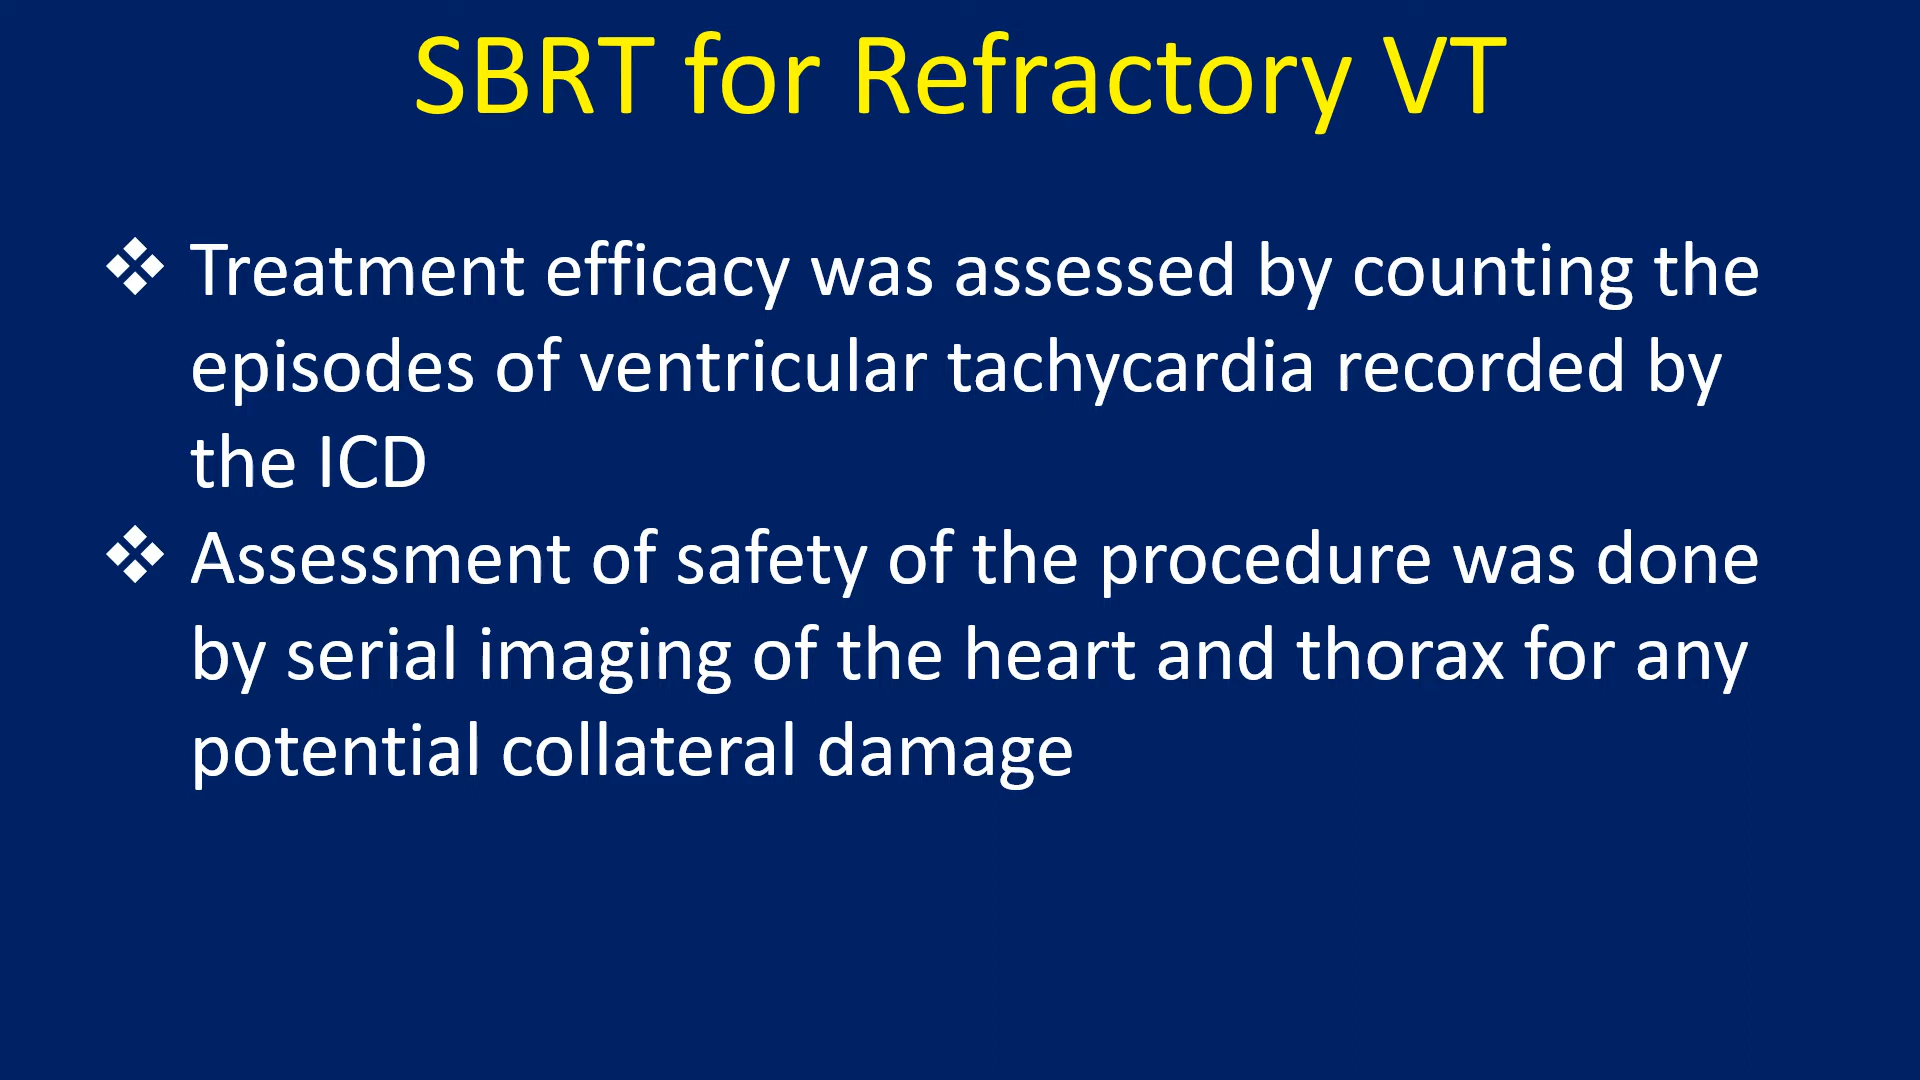 SBRT for Refractory VT
❖ Treatment efficacy was assessed by counting the
episodes of ventricular tachycardia recorded by
the ICD
❖ Assessment of safety of the procedure was done
by serial imaging of the heart and thorax for any
potential collateral damage